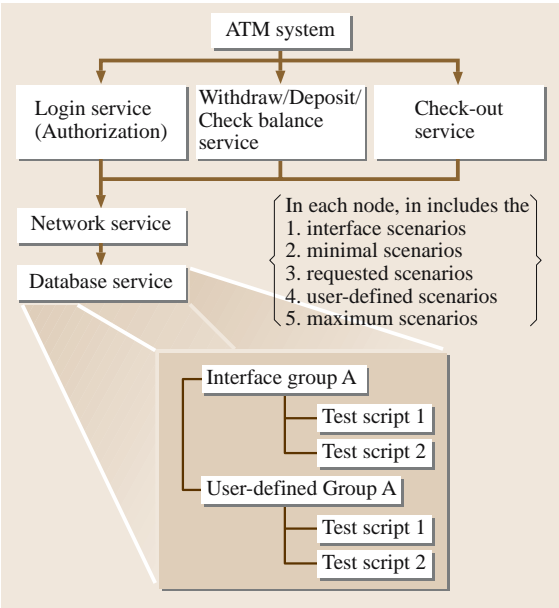 ATM system
Login service
(Authorization)
Withdraw/Deposit/
Check balance
service
Check-out
service
Network service
Database service
In each node, in includes the
1. interface scenarios
2. minimal scenarios
3. requested scenarios
4. user-defined scenarios
5. maximum scenarios
Interface group A
Test script 1
Test script 2
User-defined Group A
Test script 1
Test script 2